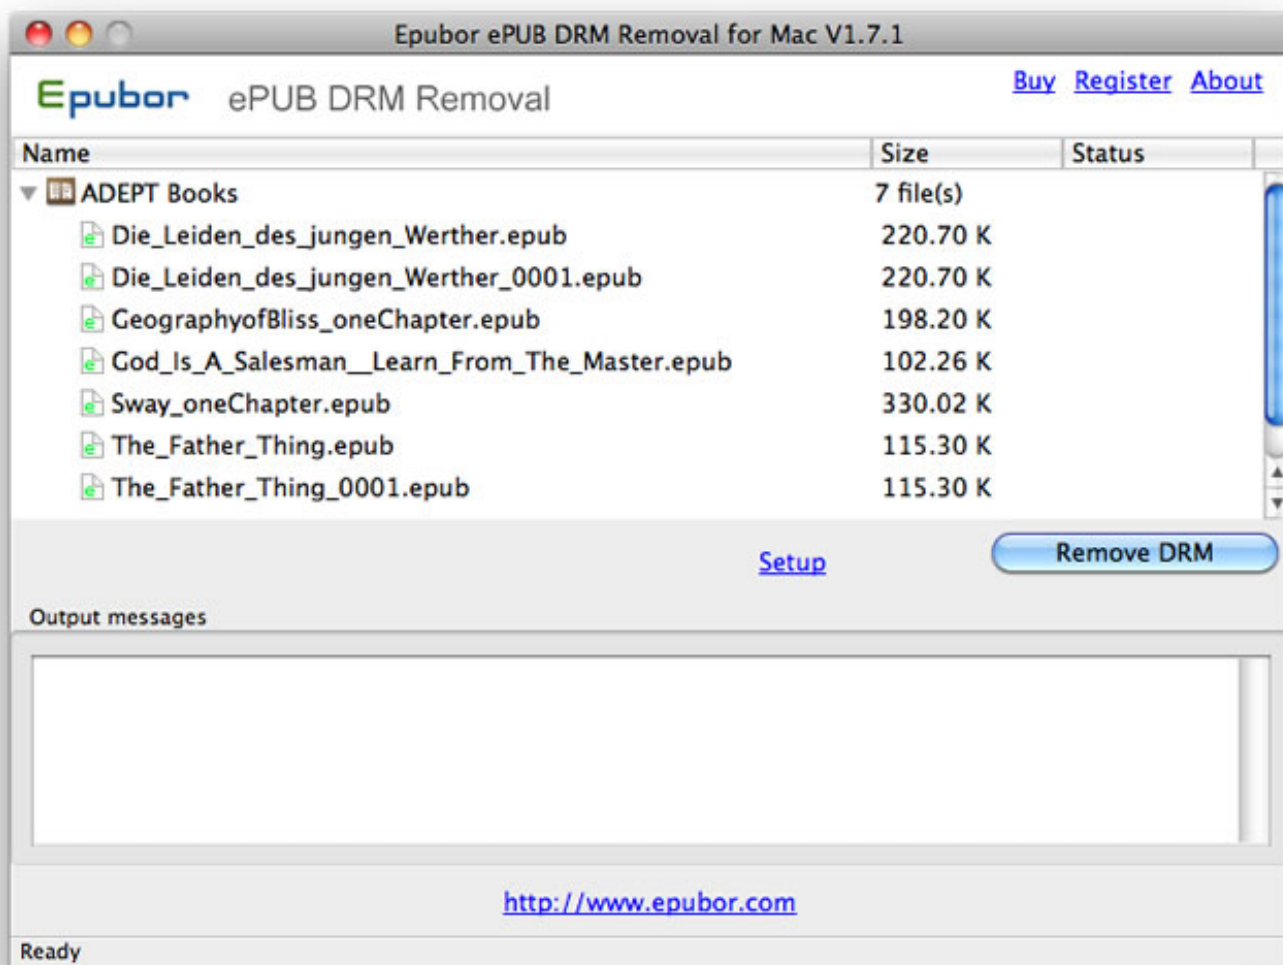 Epubor ePUB DRM Removal for Mac V1.7.1
Epubor ePUB DRM Removal Buy Register About
Name Size Status
ADEPT Books 7 file(s)
Die_Leiden_des_jungen_Werther.epub 220.70 K
Die_Leiden_des_jungen_Werther_0001.epub 220.70 K
GeographyofBliss_oneChapter.epub 198.20 K
God_Is_A_Salesman__Learn_From_The_Master.epub 102.26 K
Sway_oneChapter.epub 330.02 K
The_Father_Thing.epub 115.30 K
The_Father_Thing_0001.epub 115.30 K
Setup Remove DRM
Output messages
http://www.epubor.com
Ready